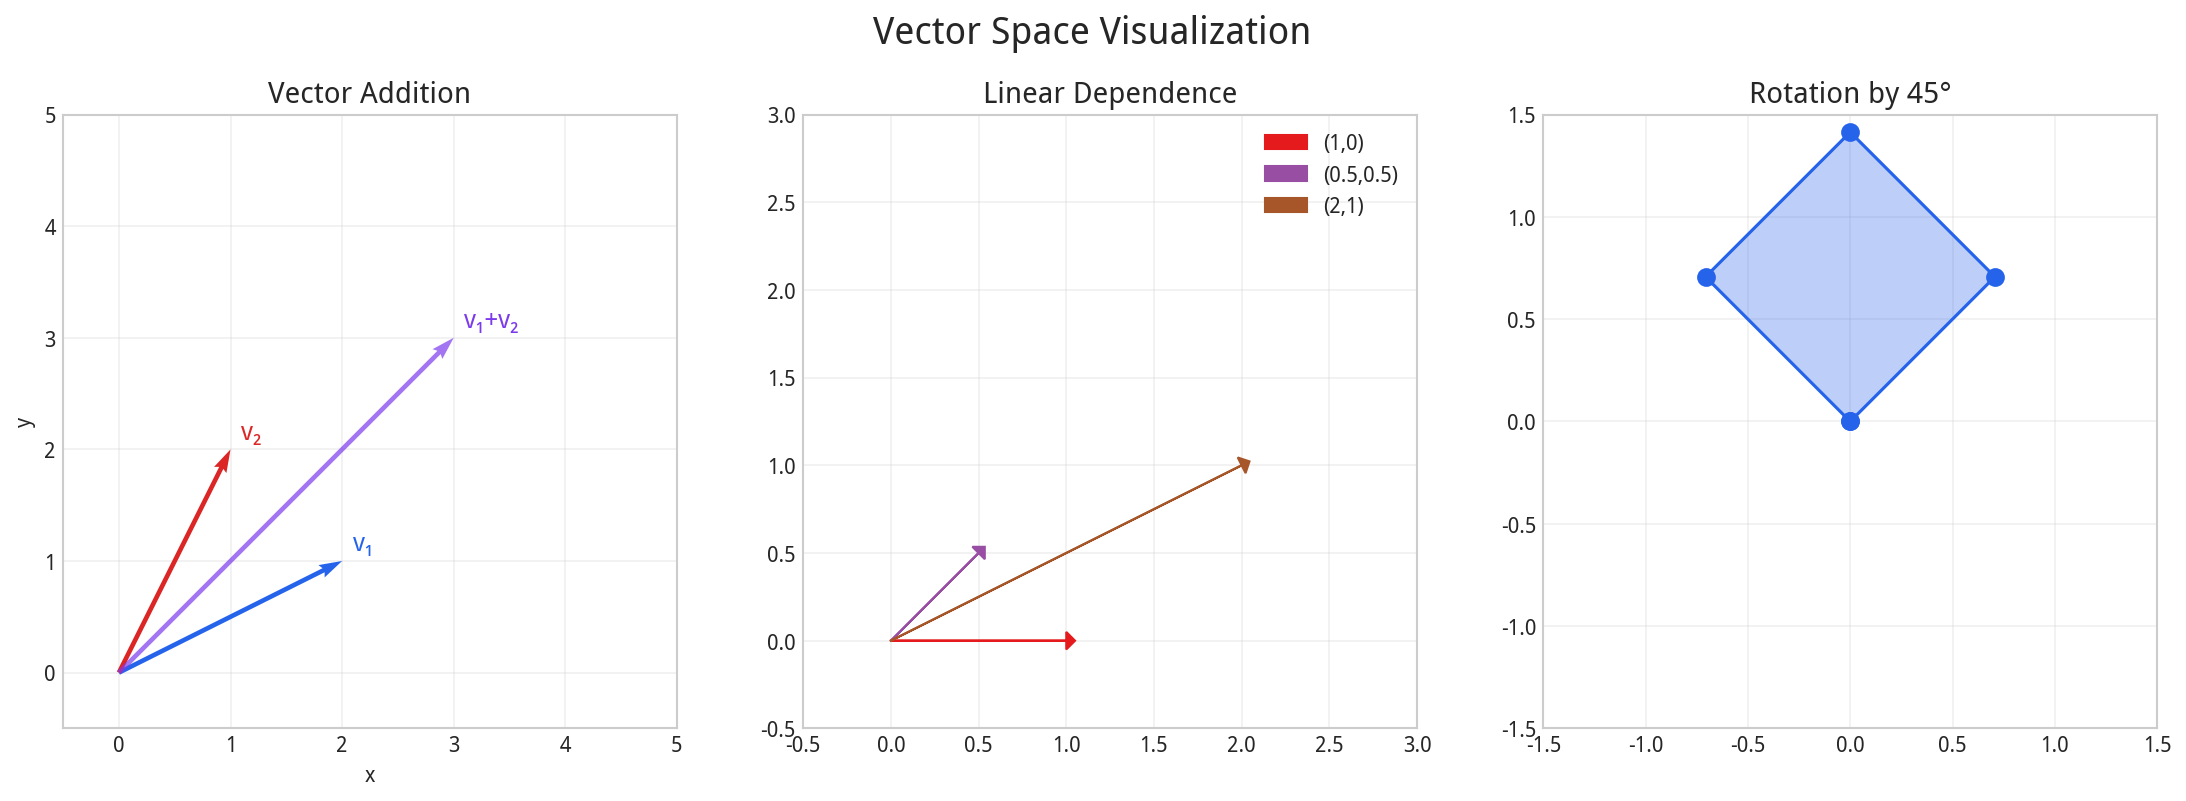 Vector Space Visualization
Vector Addition
5
4
3
2
1
0
y
v₁+v₂
v₂
v₁
0 1 2 3 4 5
x
Linear Dependence
3.0
2.5
2.0
1.5
1.0
0.5
0.0
-0.5
(1,0)
(0.5,0.5)
(2,1)
-0.5 0.0 0.5 1.0 1.5 2.0 2.5 3.0
Rotation by 45°
1.5
1.0
0.5
0.0
-0.5
-1.0
-1.5
-1.5 -1.0 -0.5 0.0 0.5 1.0 1.5